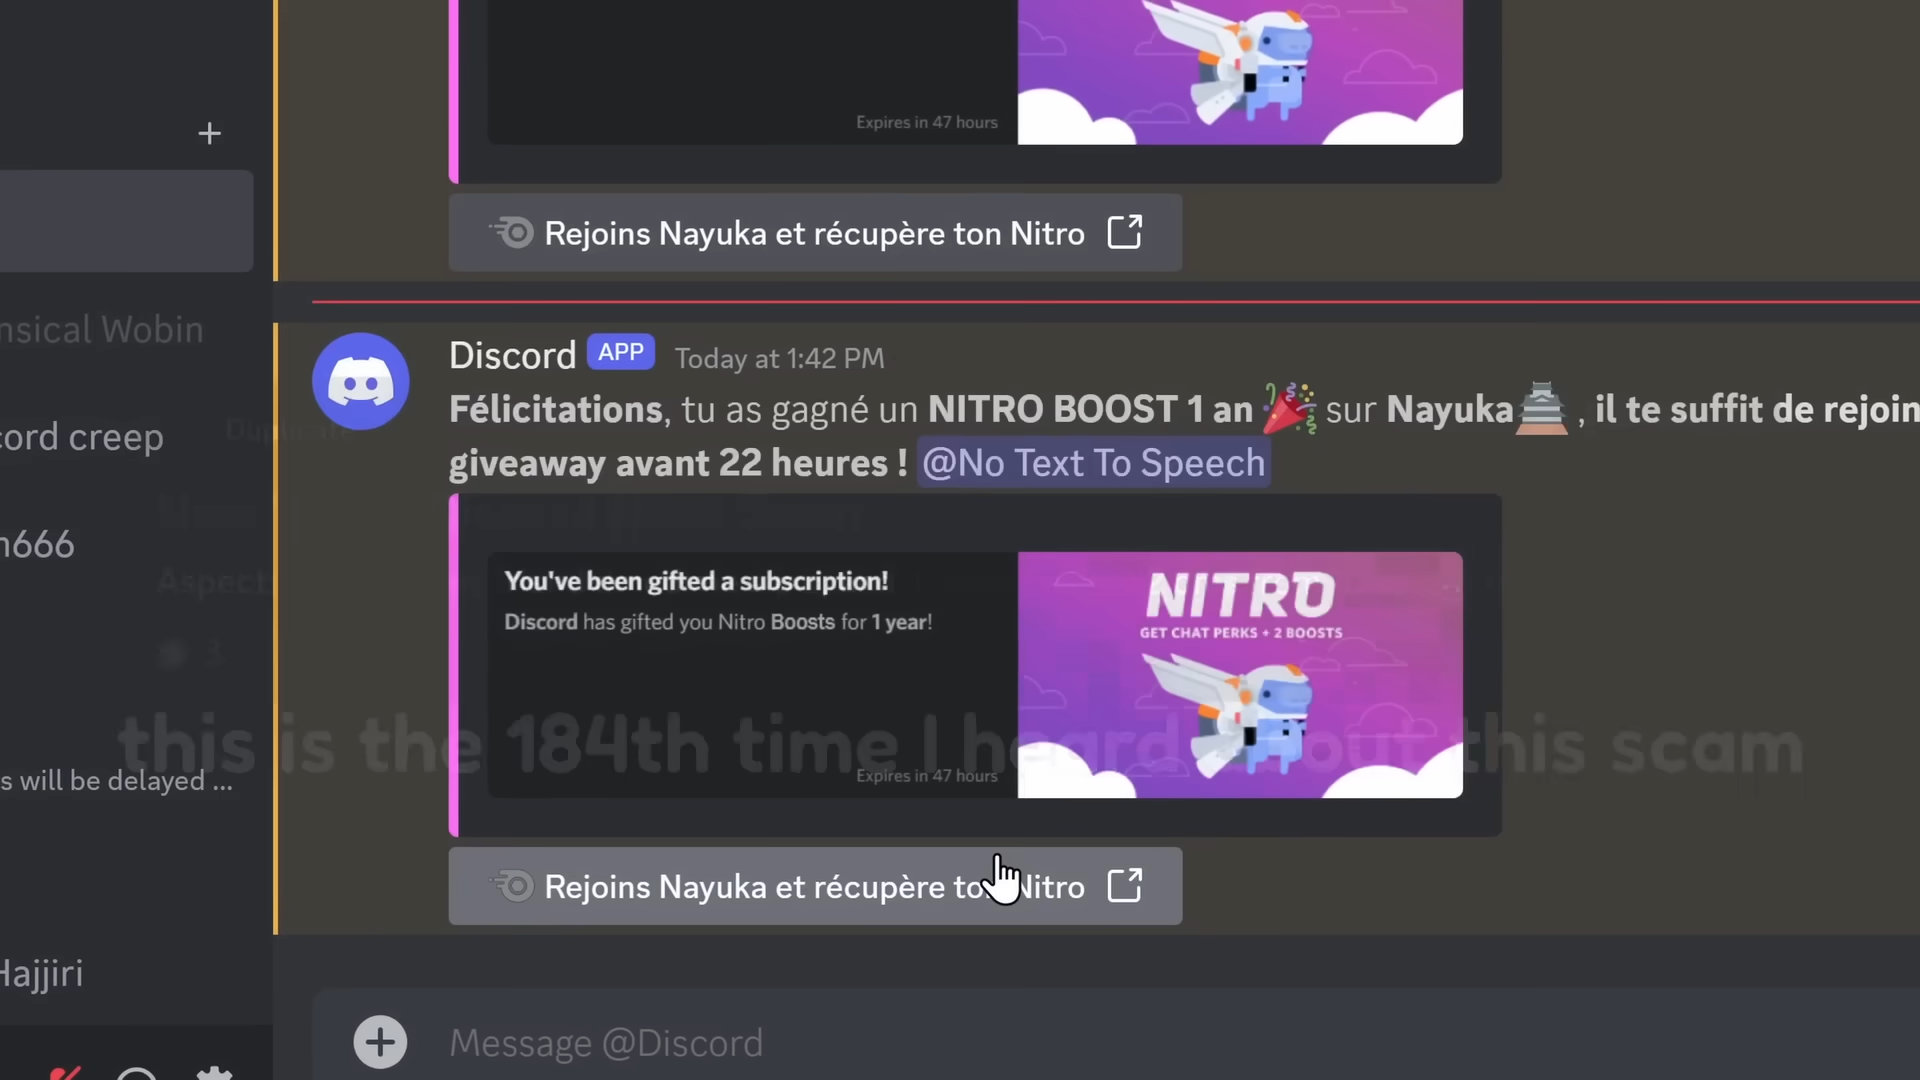 Expires in 47 hours
Rejoins Nayuka et récupère ton Nitro
nsical Wobin
Discord APP Today at 1:42 PM
Félicitations, tu as gagné un NITRO BOOST 1 an 🎉 sur Nayuka🏯 , il te suffit de rejoin
giveaway avant 22 heures ! @No Text To Speech
cord creep
n666
Aspect
You've been gifted a subscription!
Discord has gifted you Nitro Boosts for 1 year!
NITRO
GET CHAT PERKS + 2 BOOSTS
3
this is the 184th time I heard about this scam
s will be delayed ...
Expires in 47 hours
Rejoins Nayuka et récupère ton Nitro
Hajjiri
Message @Discord